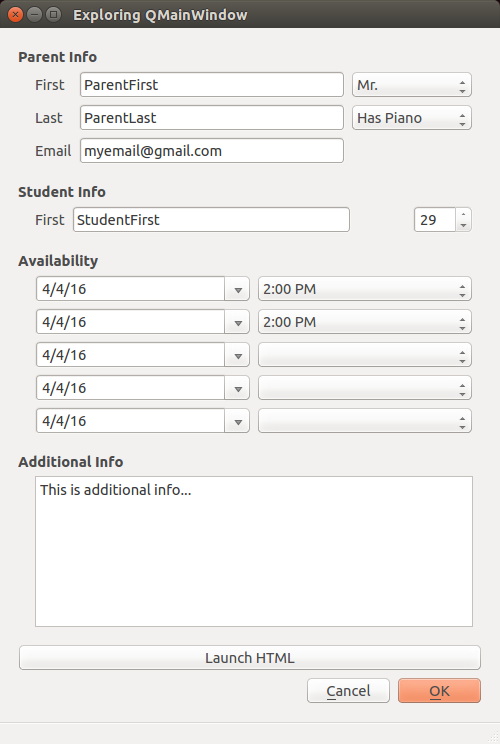 Exploring QMainWindow
Parent Info
First ParentFirst Mr.
Last ParentLast Has Piano
Email myemail@gmail.com
Student Info
First StudentFirst 29
Availability
4/4/16 2:00 PM
4/4/16 2:00 PM
4/4/16
4/4/16
4/4/16
Additional Info
This is additional info...
Launch HTML
Cancel OK